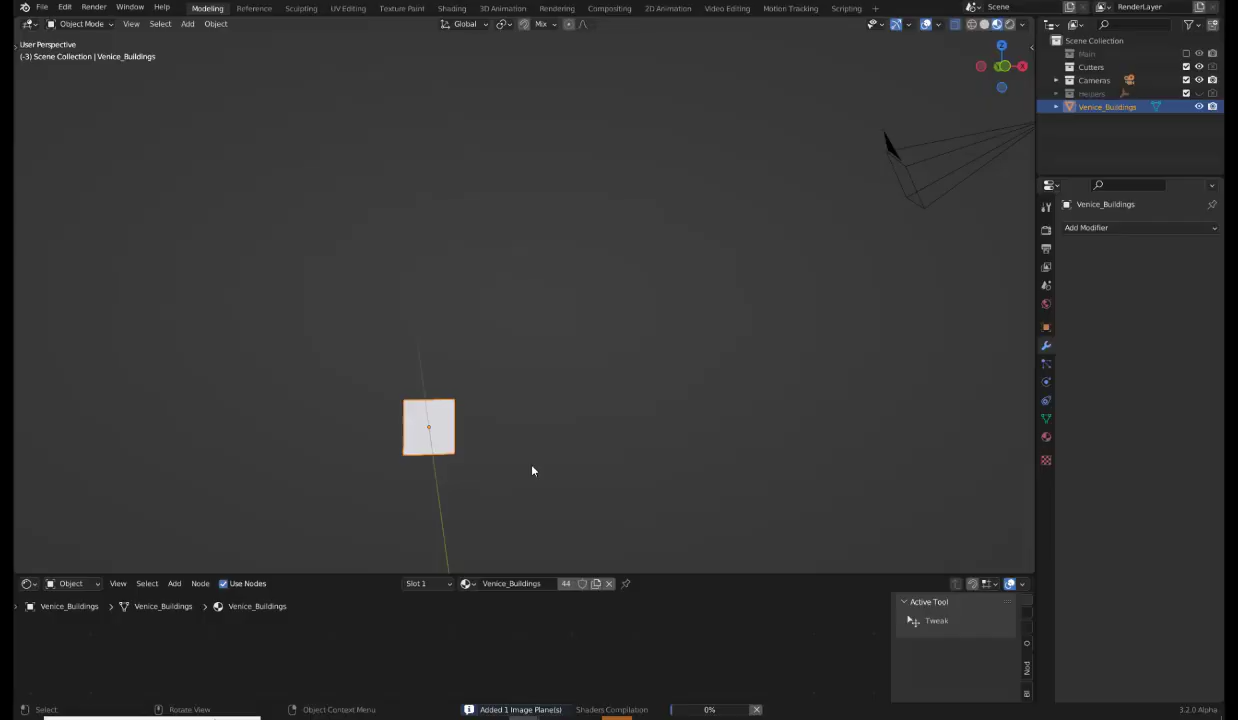 File Edit Render Window Help Modeling Reference Sculpting UV Editing Texture Paint Shading 3D Animation Rendering Compositing 2D Animation Video Editing Motion Tracking Scripting + Scene RenderLayer
Object Mode View Select Add Object Global Mix
User Perspective
(-3) Scene Collection | Venice_Buildings
Z
X
Y
Scene Collection
Main
Cutters
Cameras
Helpers
Venice_Buildings
Venice_Buildings
Add Modifier
Object View Select Add Node Use Nodes Slot 1 Venice_Buildings 44
Venice_Buildings > Venice_Buildings > Venice_Buildings
Active Tool
Tweak
Nod
Select Rotate View Object Context Menu Added 1 Image Plane(s) Shaders Compilation 0% 3.2.0 Alpha